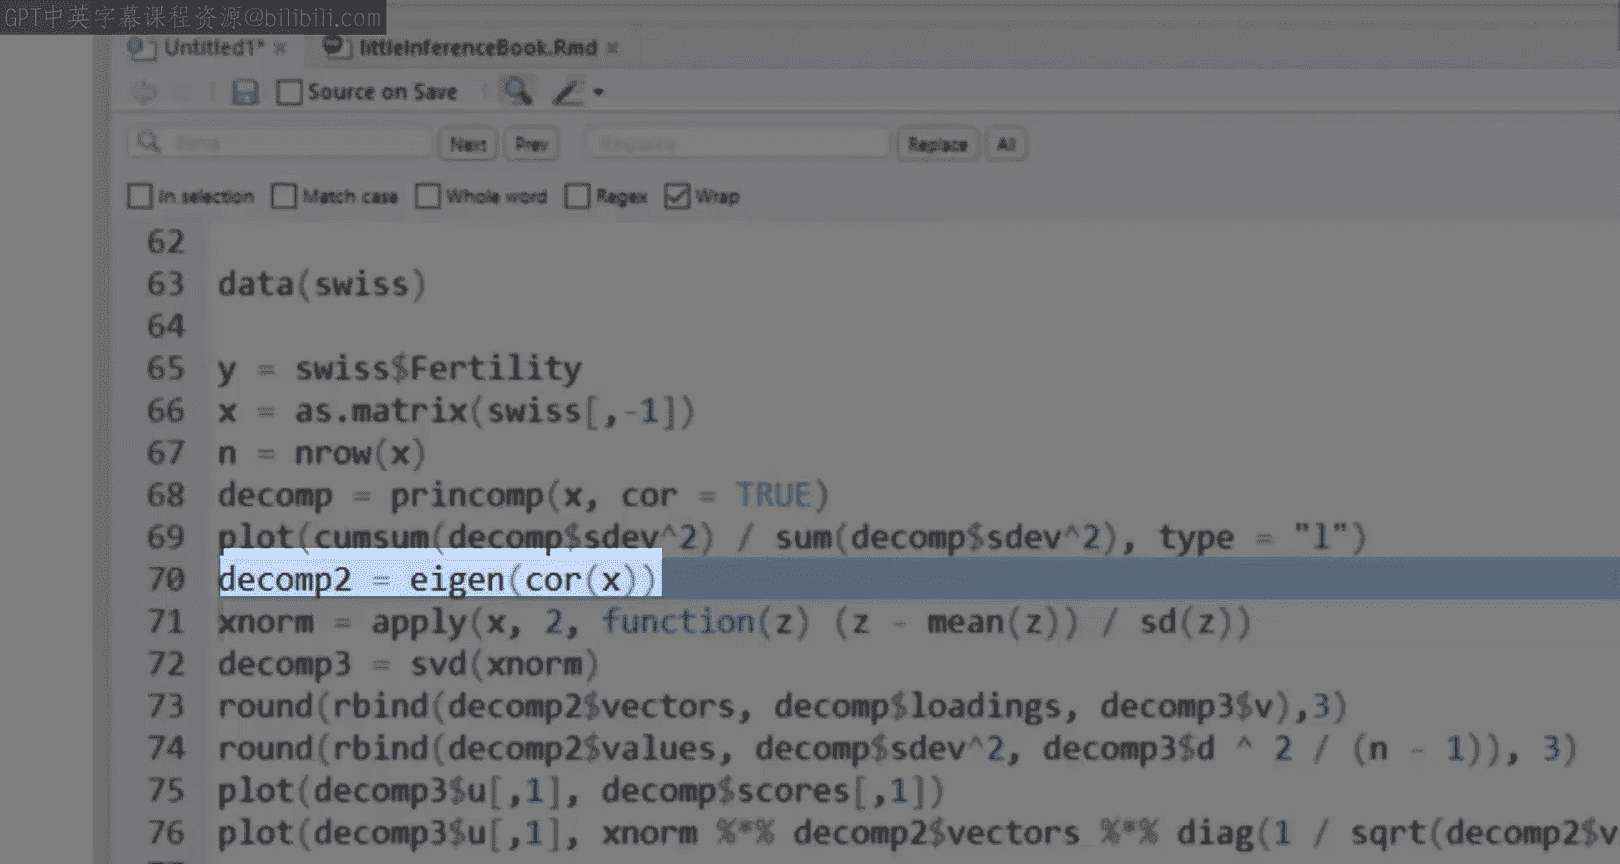 GPT中英字幕课程资源@bilibili.com
Untitled1* littleInferenceBook.Rmd
Source on Save
Find Next Prev Replace Replace All
In selection Match case Whole word Regex Wrap
62
63 data(swiss)
64
65 y = swiss$Fertility
66 x = as.matrix(swiss[,-1])
67 n = nrow(x)
68 decomp = princomp(x, cor = TRUE)
69 plot(cumsum(decomp$sdev^2) / sum(decomp$sdev^2), type = "l")
70 decomp2 = eigen(cor(x))
71 xnorm = apply(x, 2, function(z) (z - mean(z)) / sd(z))
72 decomp3 = svd(xnorm)
73 round(rbind(decomp2$vectors, decomp$loadings, decomp3$v),3)
74 round(rbind(decomp2$values, decomp$sdev^2, decomp3$d ^ 2 / (n - 1)), 3)
75 plot(decomp3$u[,1], decomp$scores[,1])
76 plot(decomp3$u[,1], xnorm %*% decomp2$vectors %*% diag(1 / sqrt(decomp2$v